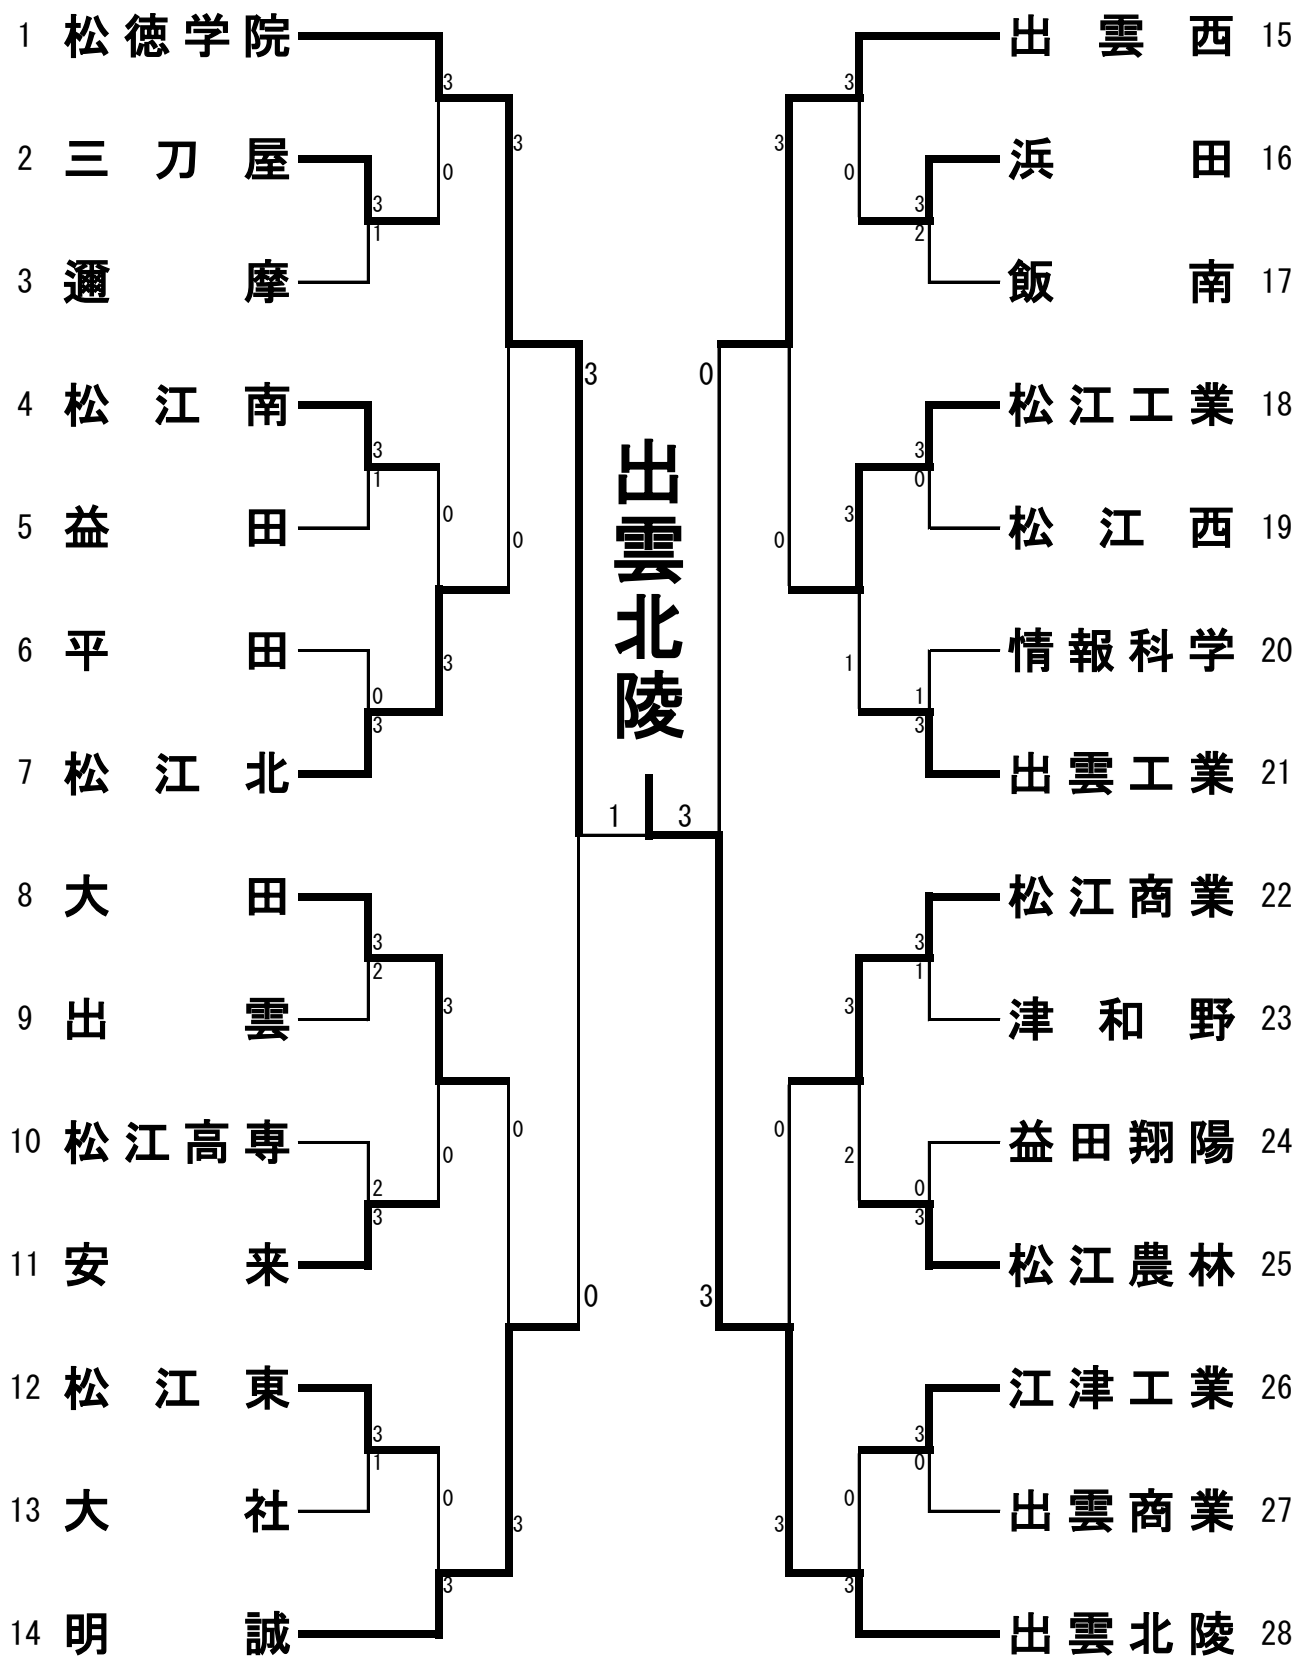 1 松徳学院
2 三刀屋
3 邇摩
4 松江南
5 益田
6 平田
7 松江北
8 大田
9 出雲
10 松江高専
11 安来
12 松江東
13 大社
14 明誠
3
0
3
1
3
1
0
3
0
3
3
0
3
2
3
0
2
3
0
3
1
0
3
3
3
0
出雲北陵
1 3
0
3
3
0
3
0
3
2
3
0
3
1
1
3
3
1
3
2
0
3
0
3
3
0
0
3
出雲西 15
浜田 16
飯南 17
松江工業 18
松江西 19
情報科学 20
出雲工業 21
松江商業 22
津和野 23
益田翔陽 24
松江農林 25
江津工業 26
出雲商業 27
出雲北陵 28